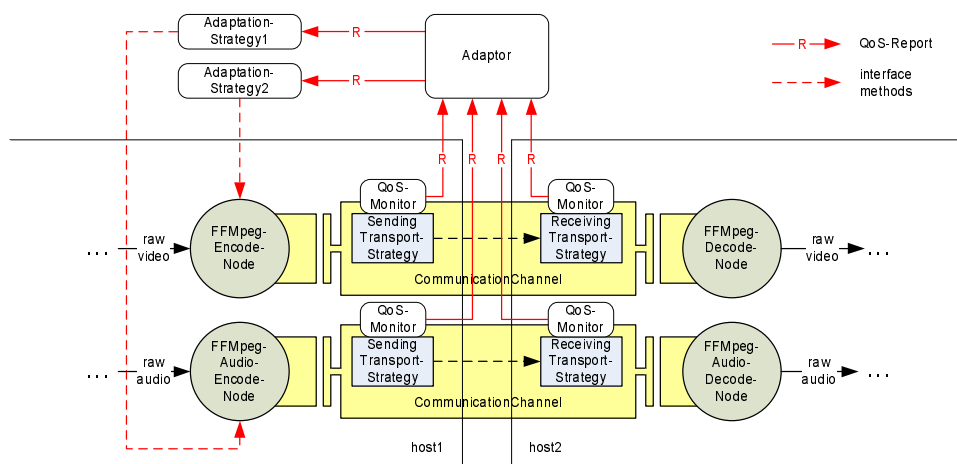 Adaptation-
Strategy1
R
Adaptor
R
QoS-Report
Adaptation-
Strategy2
R
interface
methods
R
R
R
R
QoS-
Monitor
QoS-
Monitor
Sending
Transport-
Strategy
Receiving
Transport-
Strategy
CommunicationChannel
...
raw
video
FFMpeg-
Encode-
Node
FFMpeg-
Decode-
Node
raw
video
...
QoS-
Monitor
QoS-
Monitor
Sending
Transport-
Strategy
Receiving
Transport-
Strategy
CommunicationChannel
...
raw
audio
FFMpeg-
Audio-
Encode-
Node
FFMpeg-
Audio-
Decode-
Node
raw
audio
...
host1
host2